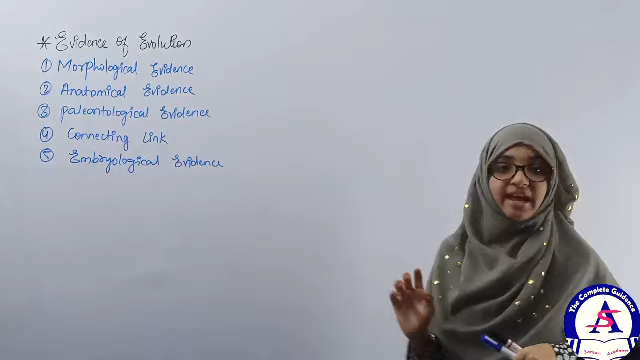 * Evidence of Evolution
① Morphological Evidence
② Anatomical Evidence
③ paleontological Evidence
④ Connecting Link
⑤ Embryological Evidence
The Complete Guidance
AS